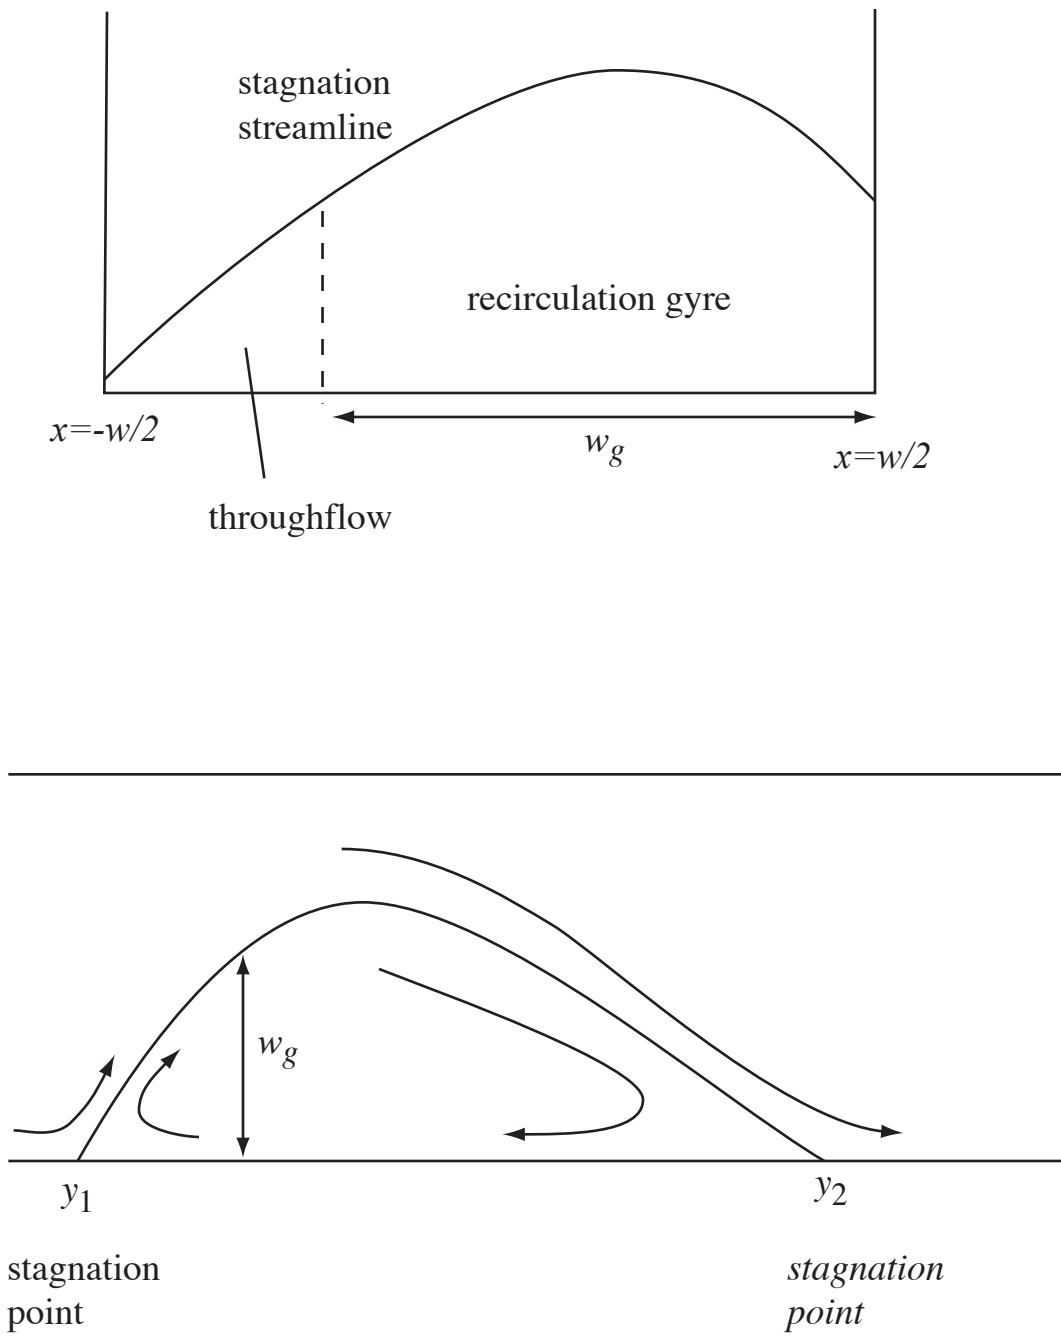 stagnation
streamline
recirculation gyre
x=-w/2
w_g
x=w/2
throughflow
w_g
y_1
y_2
stagnation
point
stagnation
point